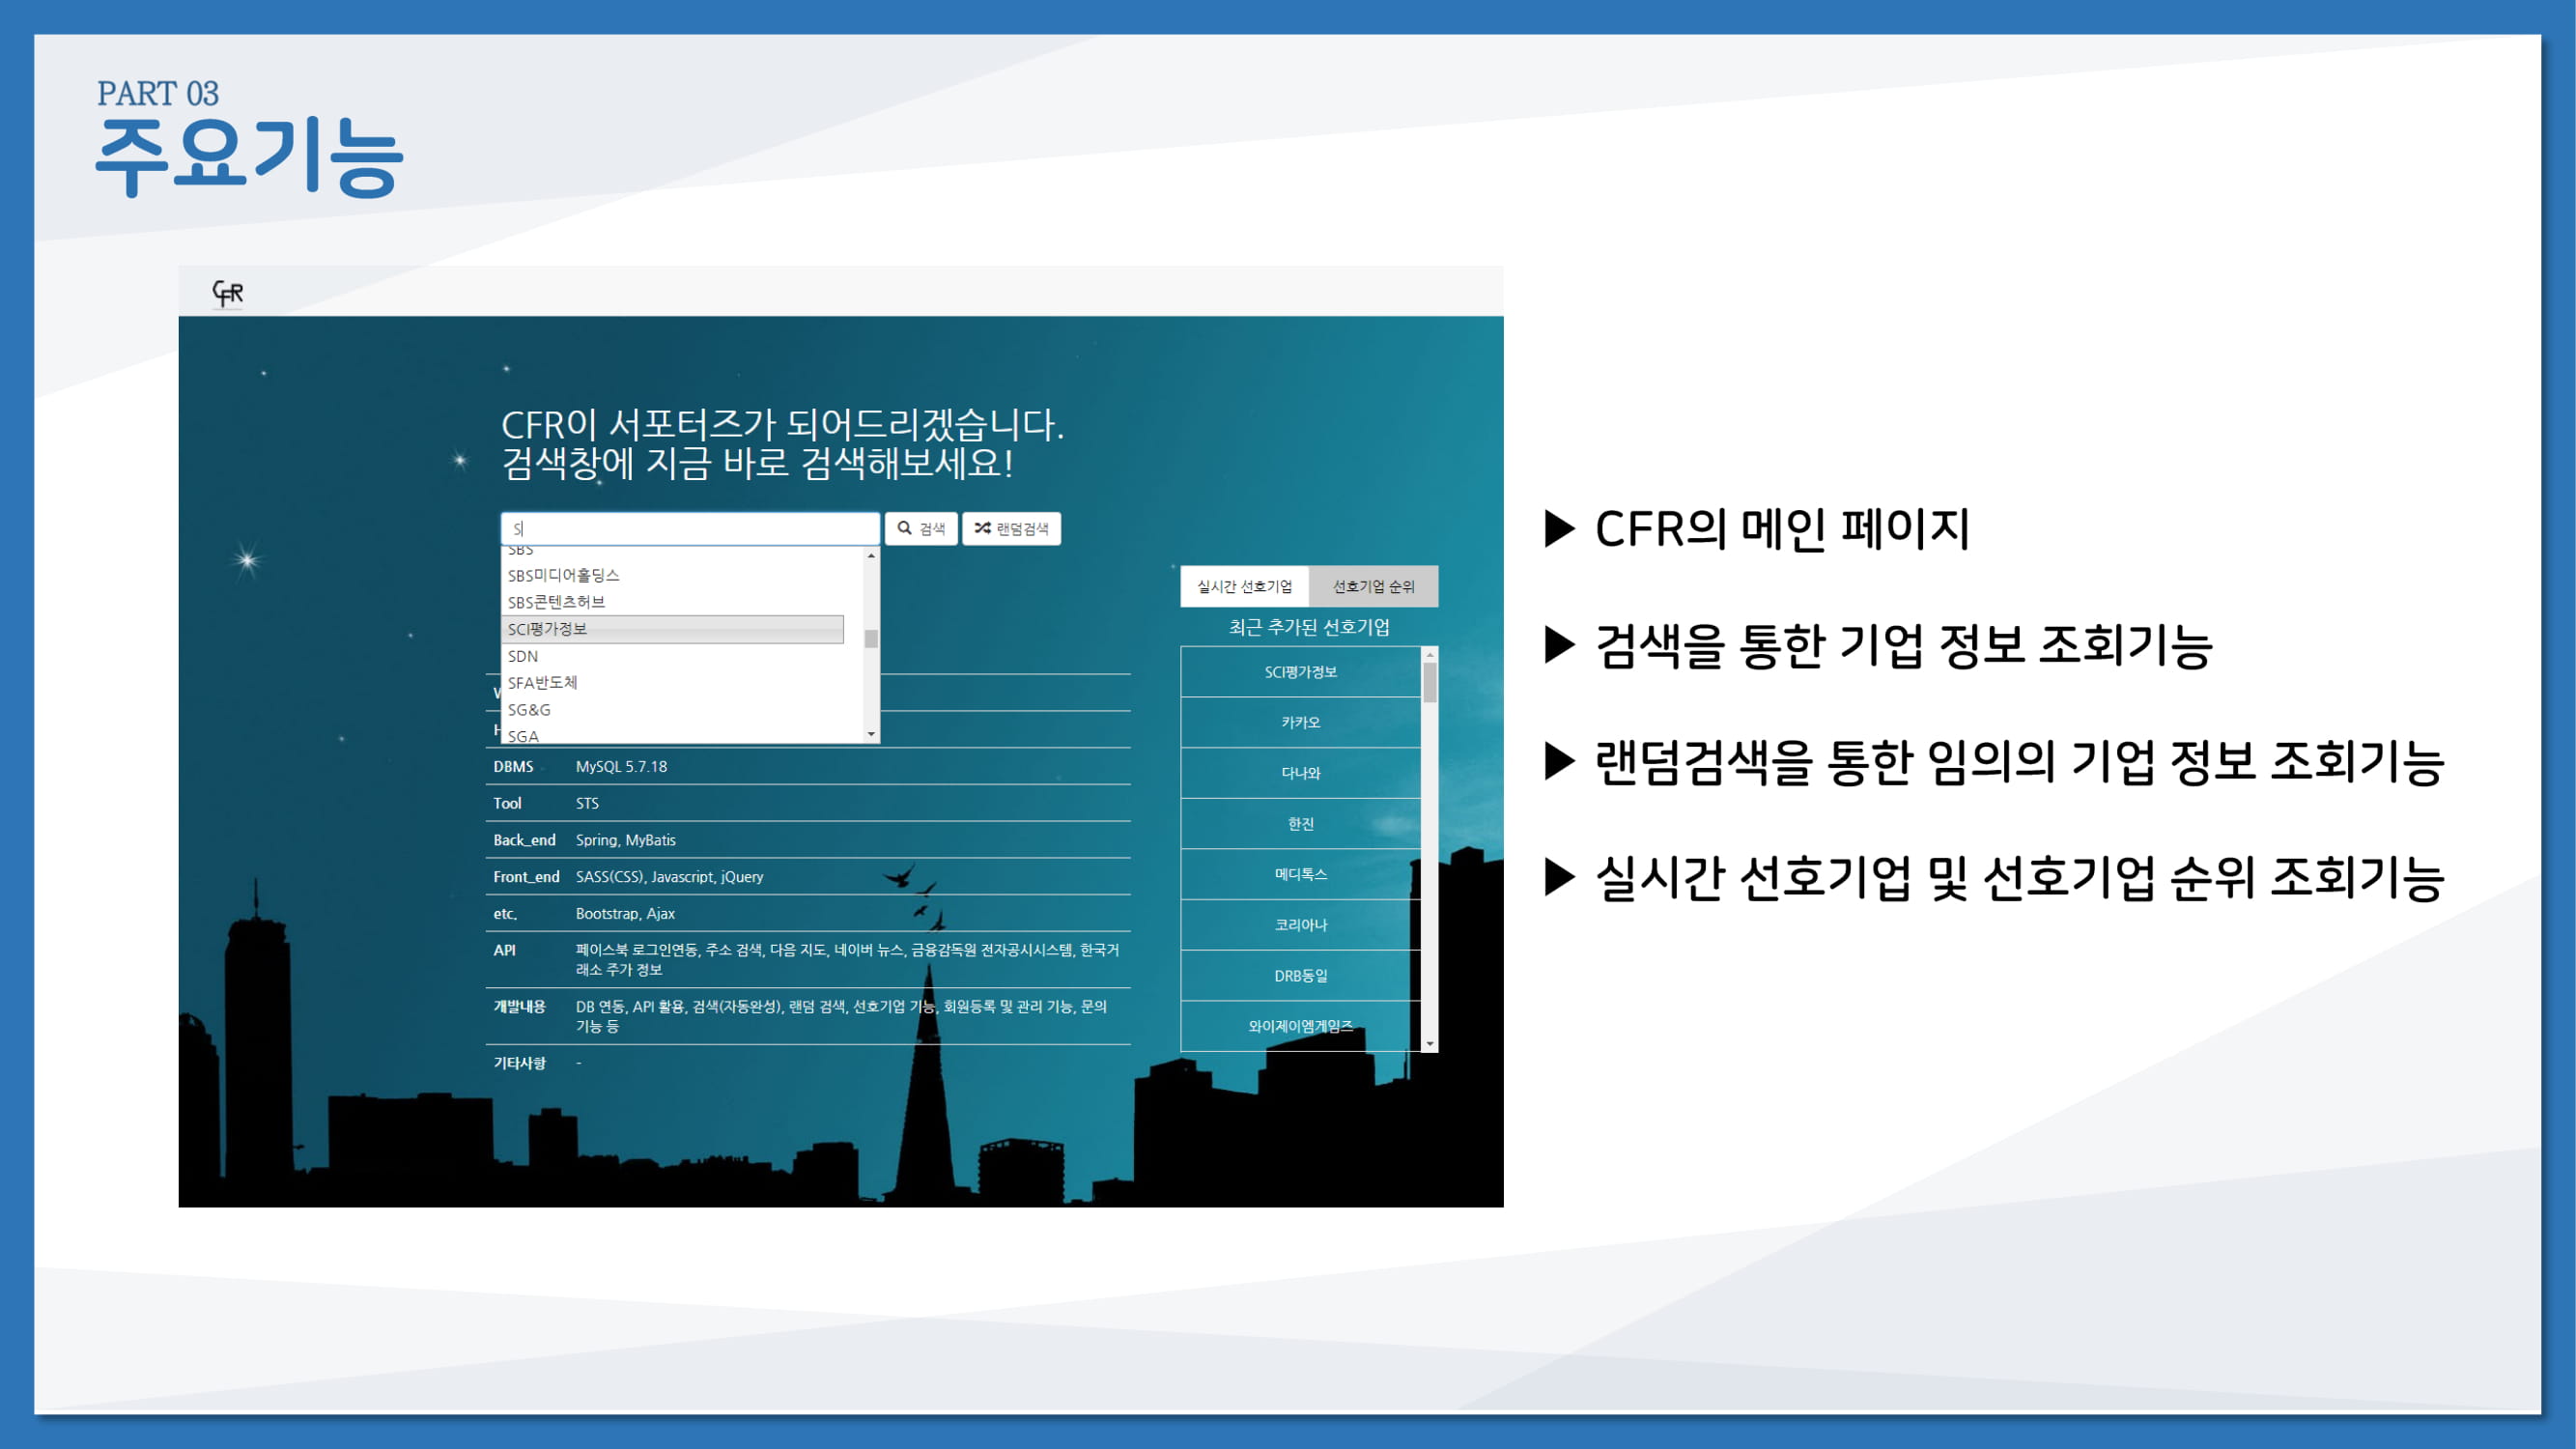 PART 03
주요기능
CFR
CFR이 서포터즈가 되어드리겠습니다.
검색창에 지금 바로 검색해보세요!
S
검색
랜덤검색
SBS
SBS미디어홀딩스
SBS콘텐츠허브
SCI평가정보
SDN
SFA반도체
SG&G
SGA
DBMS MySQL 5.7.18
Tool STS
Back_end Spring, MyBatis
Front_end SASS(CSS), Javascript, jQuery
etc. Bootstrap, Ajax
API 페이스북 로그인연동, 주소 검색, 다음 지도, 네이버 뉴스, 금융감독원 전자공시시스템, 한국거
래소 주가 정보
개발내용 DB 연동, API 활용, 검색(자동완성), 랜덤 검색, 선호기업 기능, 회원등록 및 관리 기능, 문의
기능 등
기타사항 -
실시간 선호기업 선호기업 순위
최근 추가된 선호기업
SCI평가정보
카카오
다나와
한진
메디톡스
코리아나
DRB동일
와이제이엠게임즈
▶ CFR의 메인 페이지
▶ 검색을 통한 기업 정보 조회기능
▶ 랜덤검색을 통한 임의의 기업 정보 조회기능
▶ 실시간 선호기업 및 선호기업 순위 조회기능